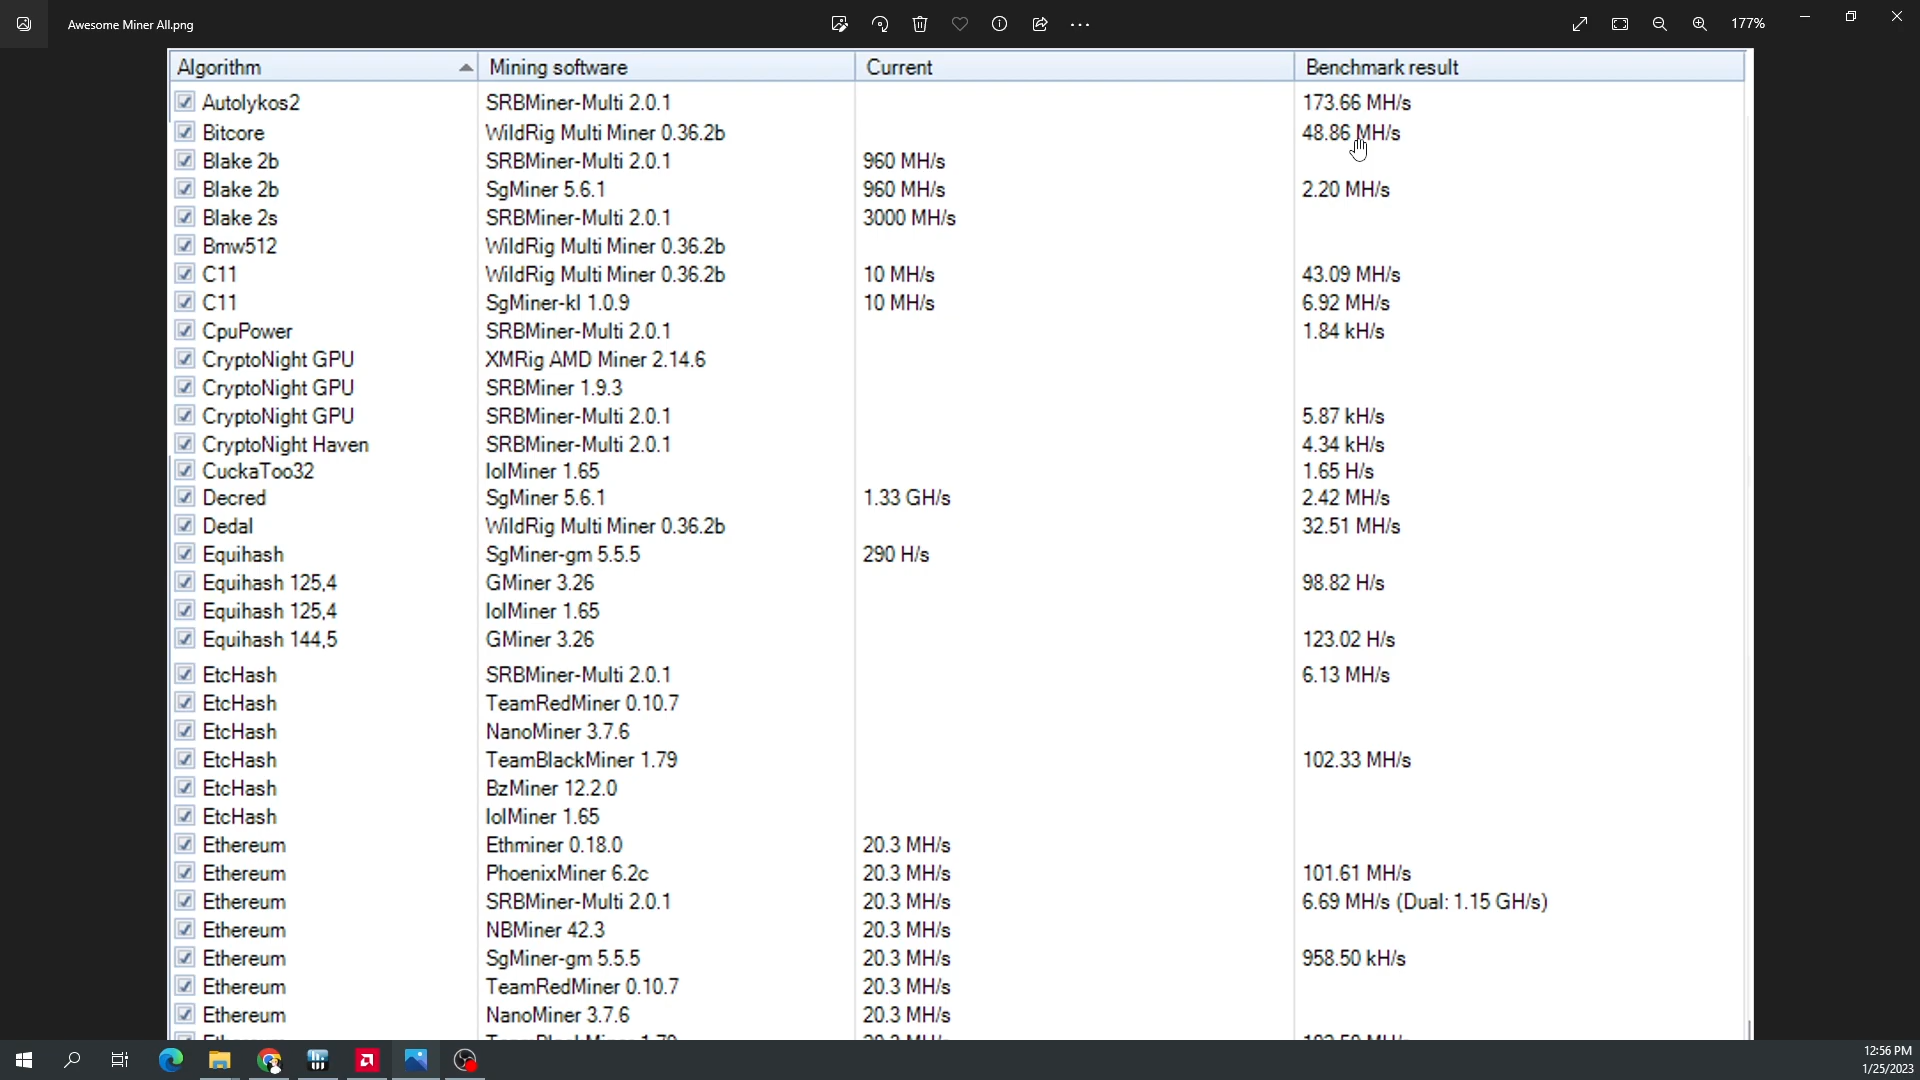 Awesome Miner All.png
177%
Algorithm Mining software Current Benchmark result
Autolykos2 SRBMiner-Multi 2.0.1 173.66 MH/s
Bitcore WildRig Multi Miner 0.36.2b 48.86 MH/s
Blake 2b SRBMiner-Multi 2.0.1 960 MH/s
Blake 2b SgMiner 5.6.1 960 MH/s 2.20 MH/s
Blake 2s SRBMiner-Multi 2.0.1 3000 MH/s
Bmw512 WildRig Multi Miner 0.36.2b
C11 WildRig Multi Miner 0.36.2b 10 MH/s 43.09 MH/s
C11 SgMiner-kl 1.0.9 10 MH/s 6.92 MH/s
CpuPower SRBMiner-Multi 2.0.1 1.84 kH/s
CryptoNight GPU XMRig AMD Miner 2.14.6
CryptoNight GPU SRBMiner 1.9.3
CryptoNight GPU SRBMiner-Multi 2.0.1 5.87 kH/s
CryptoNight Haven SRBMiner-Multi 2.0.1 4.34 kH/s
CuckaToo32 lolMiner 1.65 1.65 H/s
Decred SgMiner 5.6.1 1.33 GH/s 2.42 MH/s
Dedal WildRig Multi Miner 0.36.2b 32.51 MH/s
Equihash SgMiner-gm 5.5.5 290 H/s
Equihash 125,4 GMiner 3.26 98.82 H/s
Equihash 125,4 lolMiner 1.65
Equihash 144,5 GMiner 3.26 123.02 H/s
EtcHash SRBMiner-Multi 2.0.1 6.13 MH/s
EtcHash TeamRedMiner 0.10.7
EtcHash NanoMiner 3.7.6
EtcHash TeamBlackMiner 1.79 102.33 MH/s
EtcHash BzMiner 12.2.0
EtcHash lolMiner 1.65
Ethereum Ethminer 0.18.0 20.3 MH/s
Ethereum PhoenixMiner 6.2c 20.3 MH/s 101.61 MH/s
Ethereum SRBMiner-Multi 2.0.1 20.3 MH/s 6.69 MH/s (Dual: 1.15 GH/s)
Ethereum NBMiner 42.3 20.3 MH/s
Ethereum SgMiner-gm 5.5.5 20.3 MH/s 958.50 kH/s
Ethereum TeamRedMiner 0.10.7 20.3 MH/s
Ethereum NanoMiner 3.7.6 20.3 MH/s
12:56 PM
1/25/2023